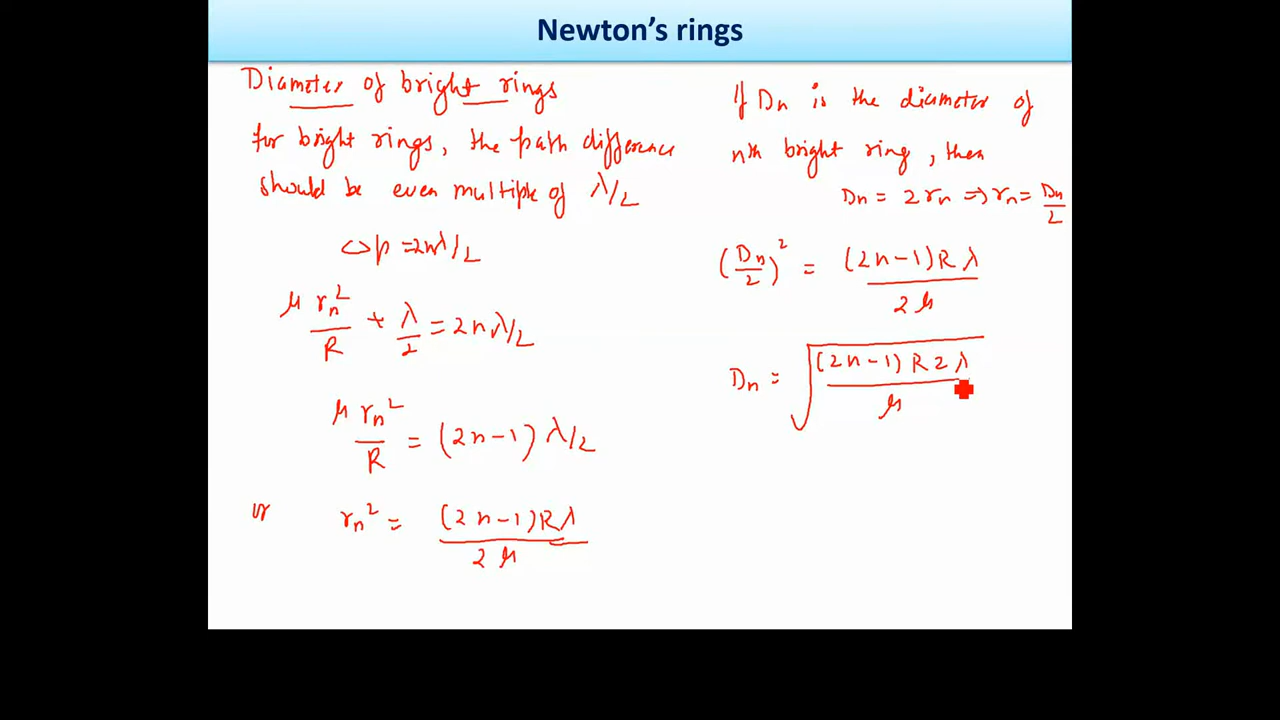 Newton's rings
Diameter of bright rings
for bright rings, the path difference
should be even multiple of λ/2
⇔p = 2nλ/2
μ rn²/R + λ/2 = 2nλ/2
μ rn²/R = (2n-1) λ/2
or rn² = (2n-1)Rλ / 2μ
If Dn is the diameter of
nth bright ring, then
Dn = 2rn ⇒ rn = Dn/2
(Dn/2)² = (2n-1)Rλ / 2μ
Dn = √((2n-1) R 2 λ / μ)